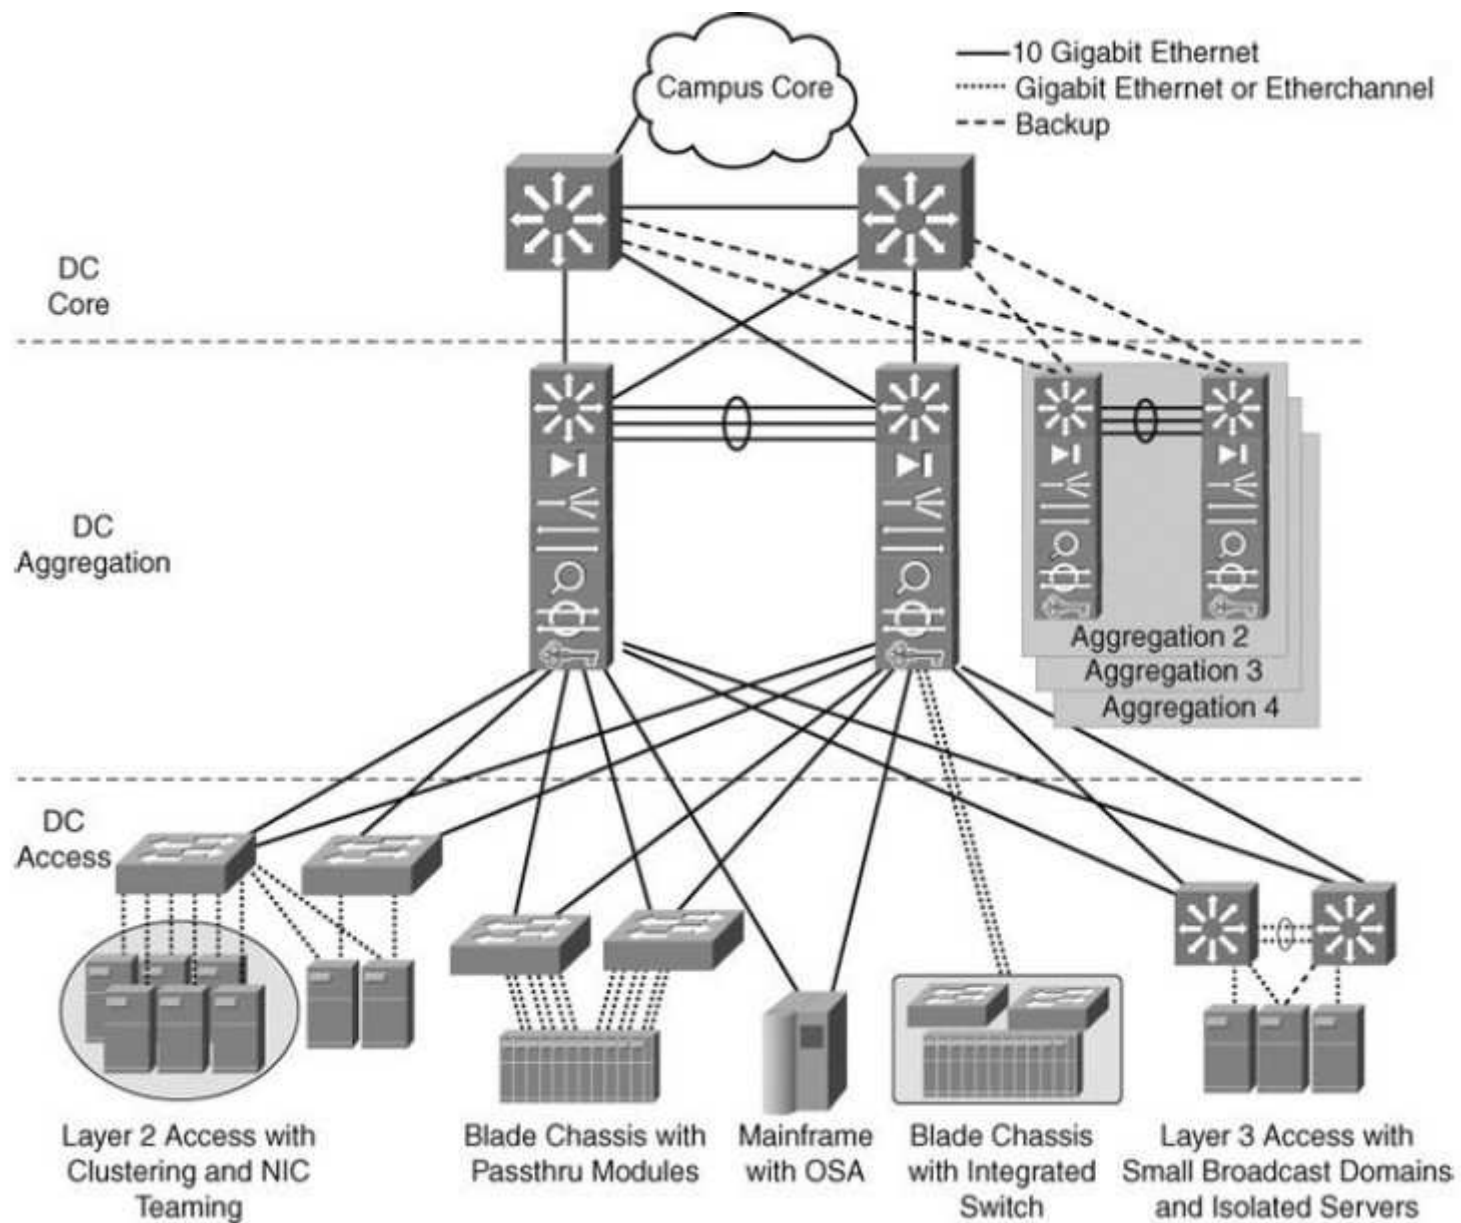 Campus Core
10 Gigabit Ethernet
Gigabit Ethernet or Etherchannel
Backup
DC
Core
DC
Aggregation
Aggregation 2
Aggregation 3
Aggregation 4
DC
Access
Layer 2 Access with
Clustering and NIC
Teaming
Blade Chassis with
Passthru Modules
Mainframe
with OSA
Blade Chassis
with Integrated
Switch
Layer 3 Access with
Small Broadcast Domains
and Isolated Servers